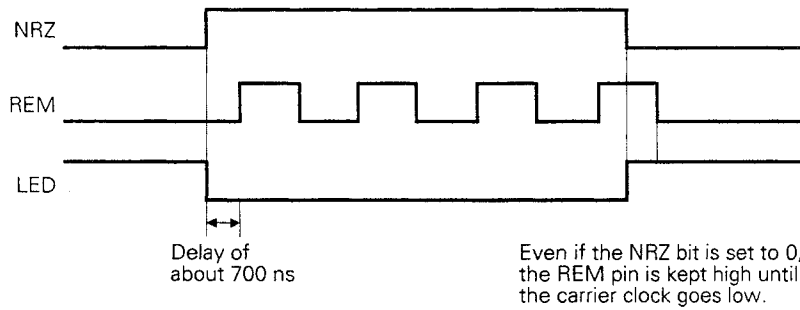 NRZ
REM
LED
Delay of
about 700 ns
Even if the NRZ bit is set to 0,
the REM pin is kept high until
the carrier clock goes low.